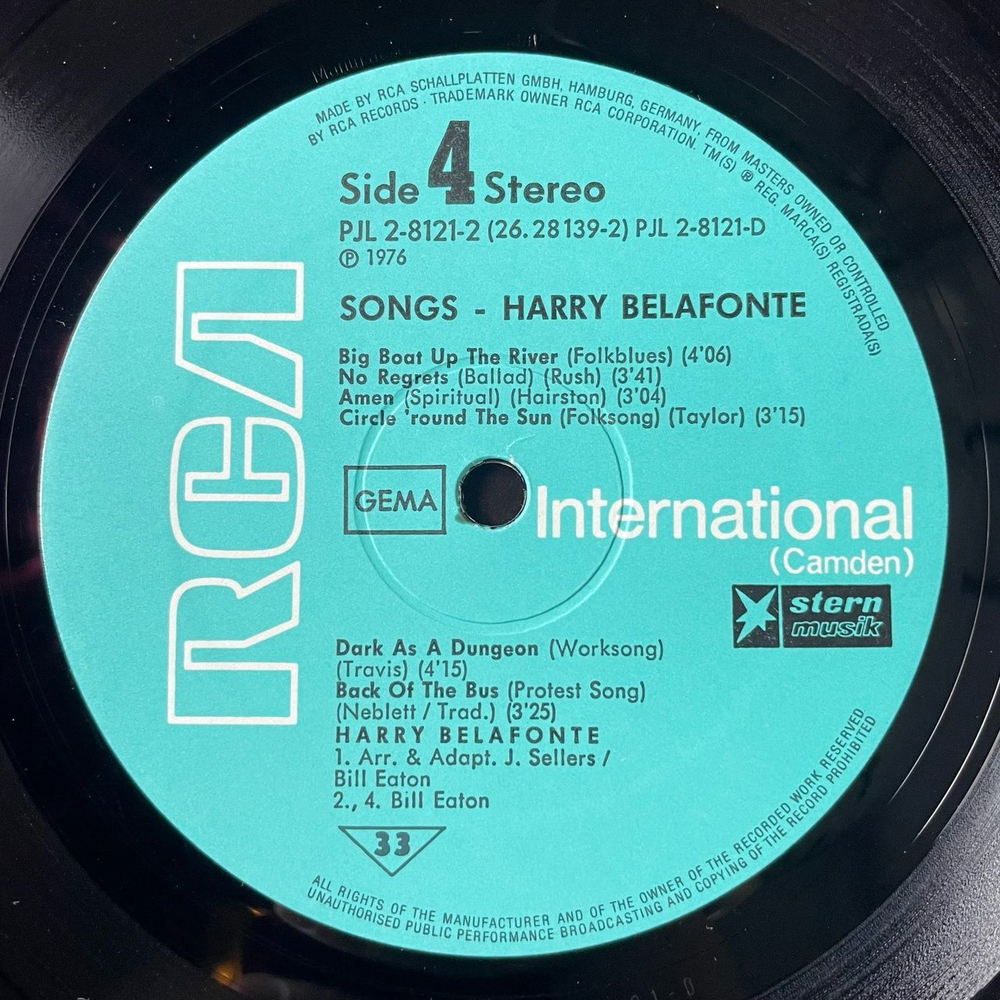 MADE BY RCA SCHALLPLATTEN GMBH, HAMBURG, GERMANY, FROM MASTERS OWNED OR CONTROLLED
BY RCA RECORDS · TRADEMARK OWNER RCA CORPORATION. TM(S) ® REG. MARCA(S) REGISTRADA(S)
Side 4 Stereo
PJL 2-8121-2 (26.28139-2) PJL 2-8121-D
℗ 1976
SONGS - HARRY BELAFONTE
Big Boat Up The River (Folkblues) (4'06)
No Regrets (Ballad) (Rush) (3'41)
Amen (Spiritual) (Hairston) (3'04)
Circle 'round The Sun (Folksong) (Taylor) (3'15)
RCA
GEMA
International
(Camden)
stern
musik
Dark As A Dungeon (Worksong)
(Travis) (4'15)
Back Of The Bus (Protest Song)
(Neblett / Trad.) (3'25)
HARRY BELAFONTE
1. Arr. & Adapt. J. Sellers /
Bill Eaton
2., 4. Bill Eaton
33
ALL RIGHTS OF THE MANUFACTURER AND OF THE OWNER OF THE RECORDED WORK RESERVED
UNAUTHORISED PUBLIC PERFORMANCE BROADCASTING AND COPYING OF THE RECORD PROHIBITED